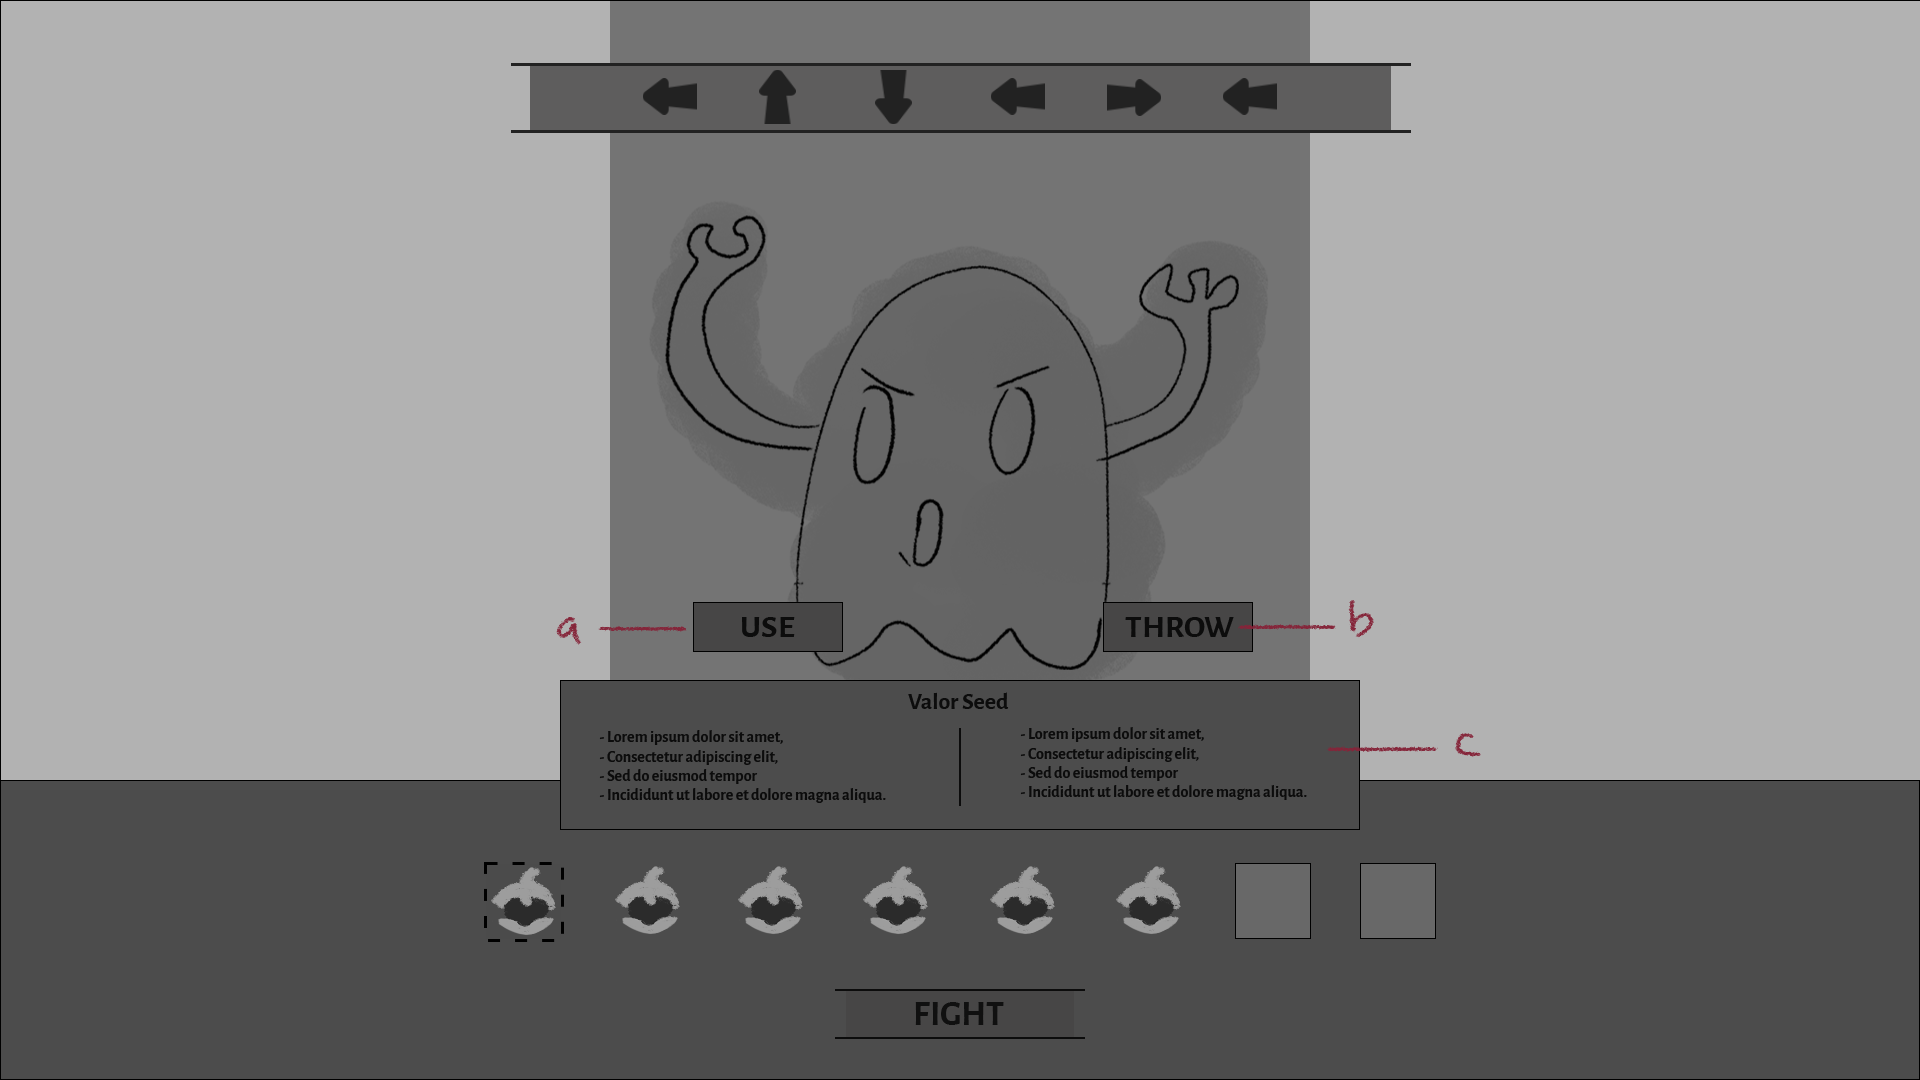 a
USE
THROW
b
Valor Seed
- Lorem ipsum dolor sit amet,
- Consectetur adipiscing elit,
- Sed do eiusmod tempor
- Incididunt ut labore et dolore magna aliqua.
- Lorem ipsum dolor sit amet,
- Consectetur adipiscing elit,
- Sed do eiusmod tempor
- Incididunt ut labore et dolore magna aliqua.
c
FIGHT